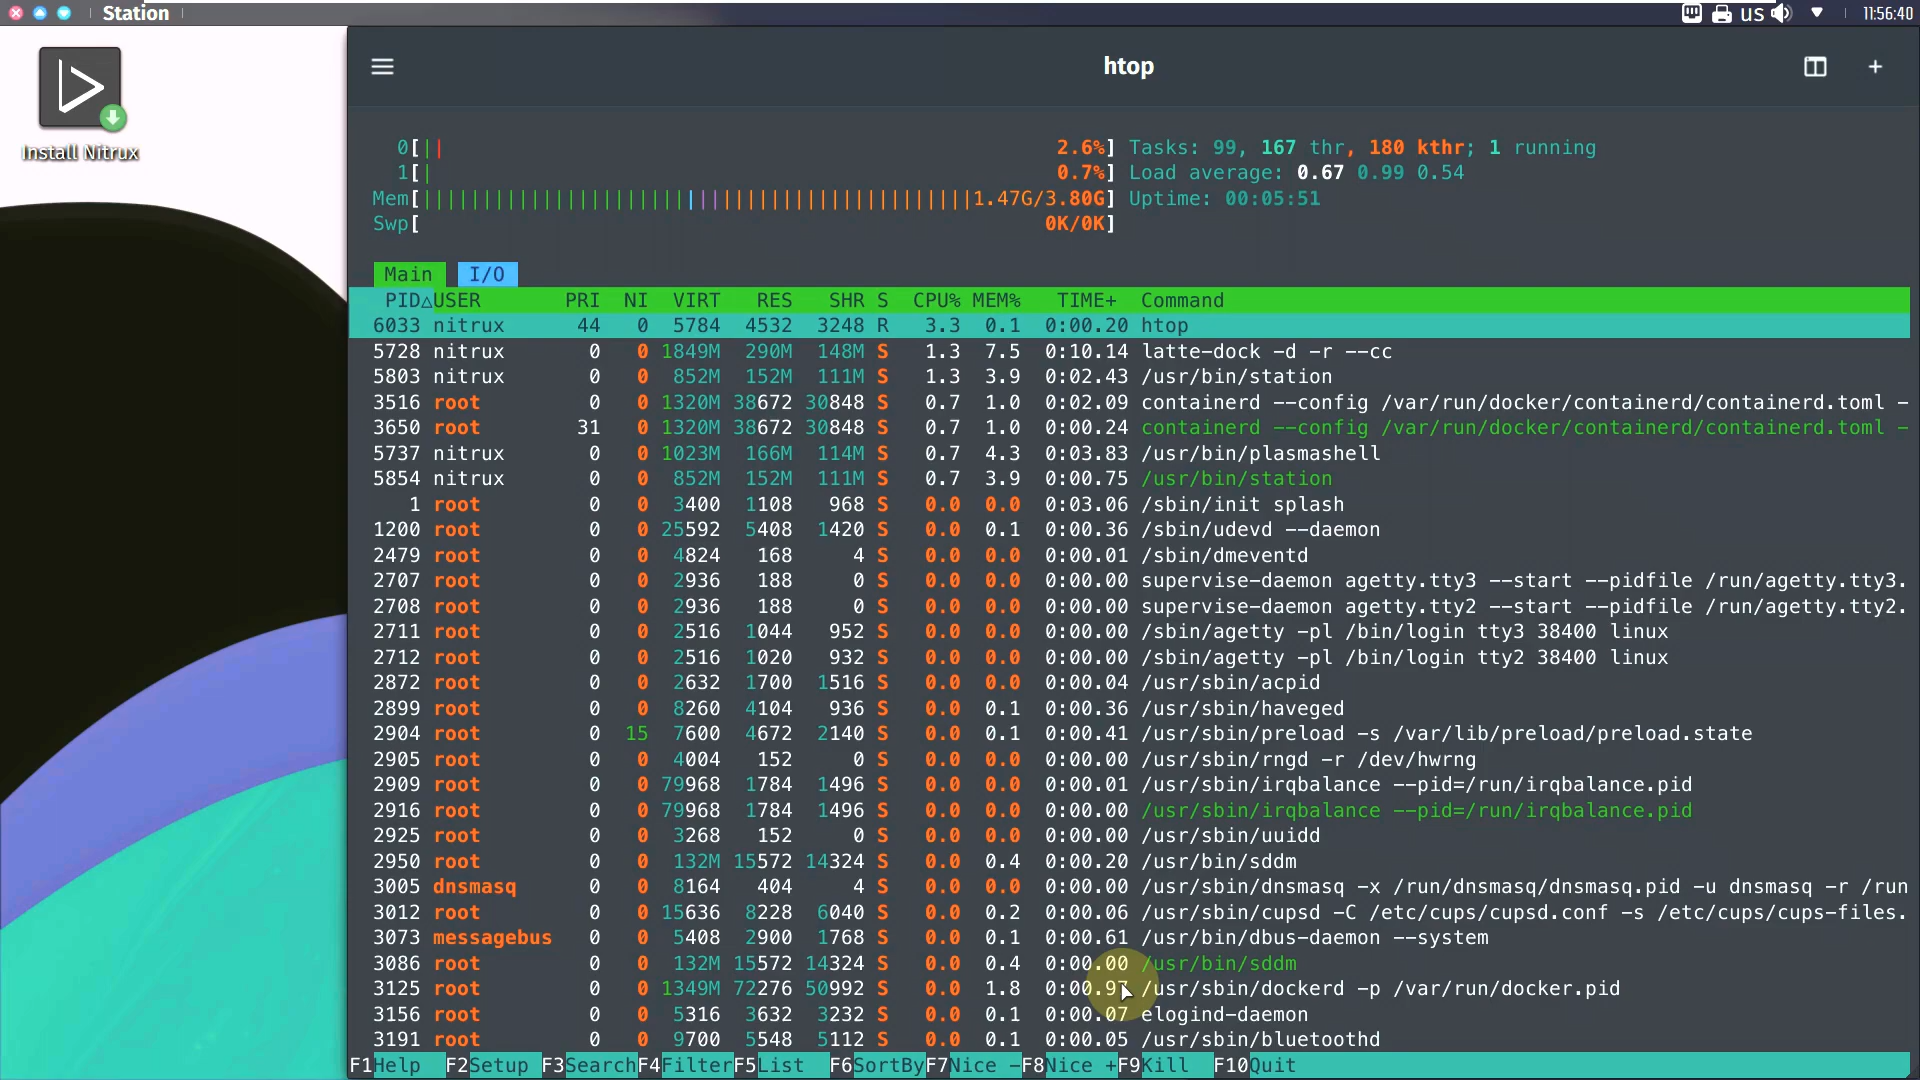 Station
us
11:56:40
Install Nitrux
htop
0[|| 2.6%] Tasks: 99, 167 thr, 180 kthr; 1 running
1[| 0.7%] Load average: 0.67 0.99 0.54
Mem[||||||||||||||||||||||||||||||||||||||||||||||1.47G/3.80G] Uptime: 00:05:51
Swp[ 0K/0K]
Main I/O
PID△USER PRI NI VIRT RES SHR S CPU% MEM% TIME+ Command
6033 nitrux 44 0 5784 4532 3248 R 3.3 0.1 0:00.20 htop
5728 nitrux 0 0 1849M 290M 148M S 1.3 7.5 0:10.14 latte-dock -d -r --cc
5803 nitrux 0 0 852M 152M 111M S 1.3 3.9 0:02.43 /usr/bin/station
3516 root 0 0 1320M 38672 30848 S 0.7 1.0 0:02.09 containerd --config /var/run/docker/containerd/containerd.toml -
3650 root 31 0 1320M 38672 30848 S 0.7 1.0 0:00.24 containerd --config /var/run/docker/containerd/containerd.toml -
5737 nitrux 0 0 1023M 166M 114M S 0.7 4.3 0:03.83 /usr/bin/plasmashell
5854 nitrux 0 0 852M 152M 111M S 0.7 3.9 0:00.75 /usr/bin/station
1 root 0 0 3400 1108 968 S 0.0 0.0 0:03.06 /sbin/init splash
1200 root 0 0 25592 5408 1420 S 0.0 0.1 0:00.36 /sbin/udevd --daemon
2479 root 0 0 4824 168 4 S 0.0 0.0 0:00.01 /sbin/dmeventd
2707 root 0 0 2936 188 0 S 0.0 0.0 0:00.00 supervise-daemon agetty.tty3 --start --pidfile /run/agetty.tty3.
2708 root 0 0 2936 188 0 S 0.0 0.0 0:00.00 supervise-daemon agetty.tty2 --start --pidfile /run/agetty.tty2.
2711 root 0 0 2516 1044 952 S 0.0 0.0 0:00.00 /sbin/agetty -pl /bin/login tty3 38400 linux
2712 root 0 0 2516 1020 932 S 0.0 0.0 0:00.00 /sbin/agetty -pl /bin/login tty2 38400 linux
2872 root 0 0 2632 1700 1516 S 0.0 0.0 0:00.04 /usr/sbin/acpid
2899 root 0 0 8260 4104 936 S 0.0 0.1 0:00.36 /usr/sbin/haveged
2904 root 0 15 7600 4672 2140 S 0.0 0.1 0:00.41 /usr/sbin/preload -s /var/lib/preload/preload.state
2905 root 0 0 4004 152 0 S 0.0 0.0 0:00.00 /usr/sbin/rngd -r /dev/hwrng
2909 root 0 0 79968 1784 1496 S 0.0 0.0 0:00.01 /usr/sbin/irqbalance --pid=/run/irqbalance.pid
2916 root 0 0 79968 1784 1496 S 0.0 0.0 0:00.00 /usr/sbin/irqbalance --pid=/run/irqbalance.pid
2925 root 0 0 3268 152 0 S 0.0 0.0 0:00.00 /usr/sbin/uuidd
2950 root 0 0 132M 15572 14324 S 0.0 0.4 0:00.20 /usr/bin/sddm
3005 dnsmasq 0 0 8164 404 4 S 0.0 0.0 0:00.00 /usr/sbin/dnsmasq -x /run/dnsmasq/dnsmasq.pid -u dnsmasq -r /run
3012 root 0 0 15636 8228 6040 S 0.0 0.2 0:00.06 /usr/sbin/cupsd -C /etc/cups/cupsd.conf -s /etc/cups/cups-files.
3073 messagebus 0 0 5408 2900 1768 S 0.0 0.1 0:00.61 /usr/bin/dbus-daemon --system
3086 root 0 0 132M 15572 14324 S 0.0 0.4 0:00.00 /usr/bin/sddm
3125 root 0 0 1349M 72276 50992 S 0.0 1.8 0:00.97 /usr/sbin/dockerd -p /var/run/docker.pid
3156 root 0 0 5316 3632 3232 S 0.0 0.1 0:00.07 elogind-daemon
3191 root 0 0 9700 5548 5112 S 0.0 0.1 0:00.05 /usr/sbin/bluetoothd
F1Help F2Setup F3SearchF4FilterF5List F6SortByF7Nice -F8Nice +F9Kill F10Quit